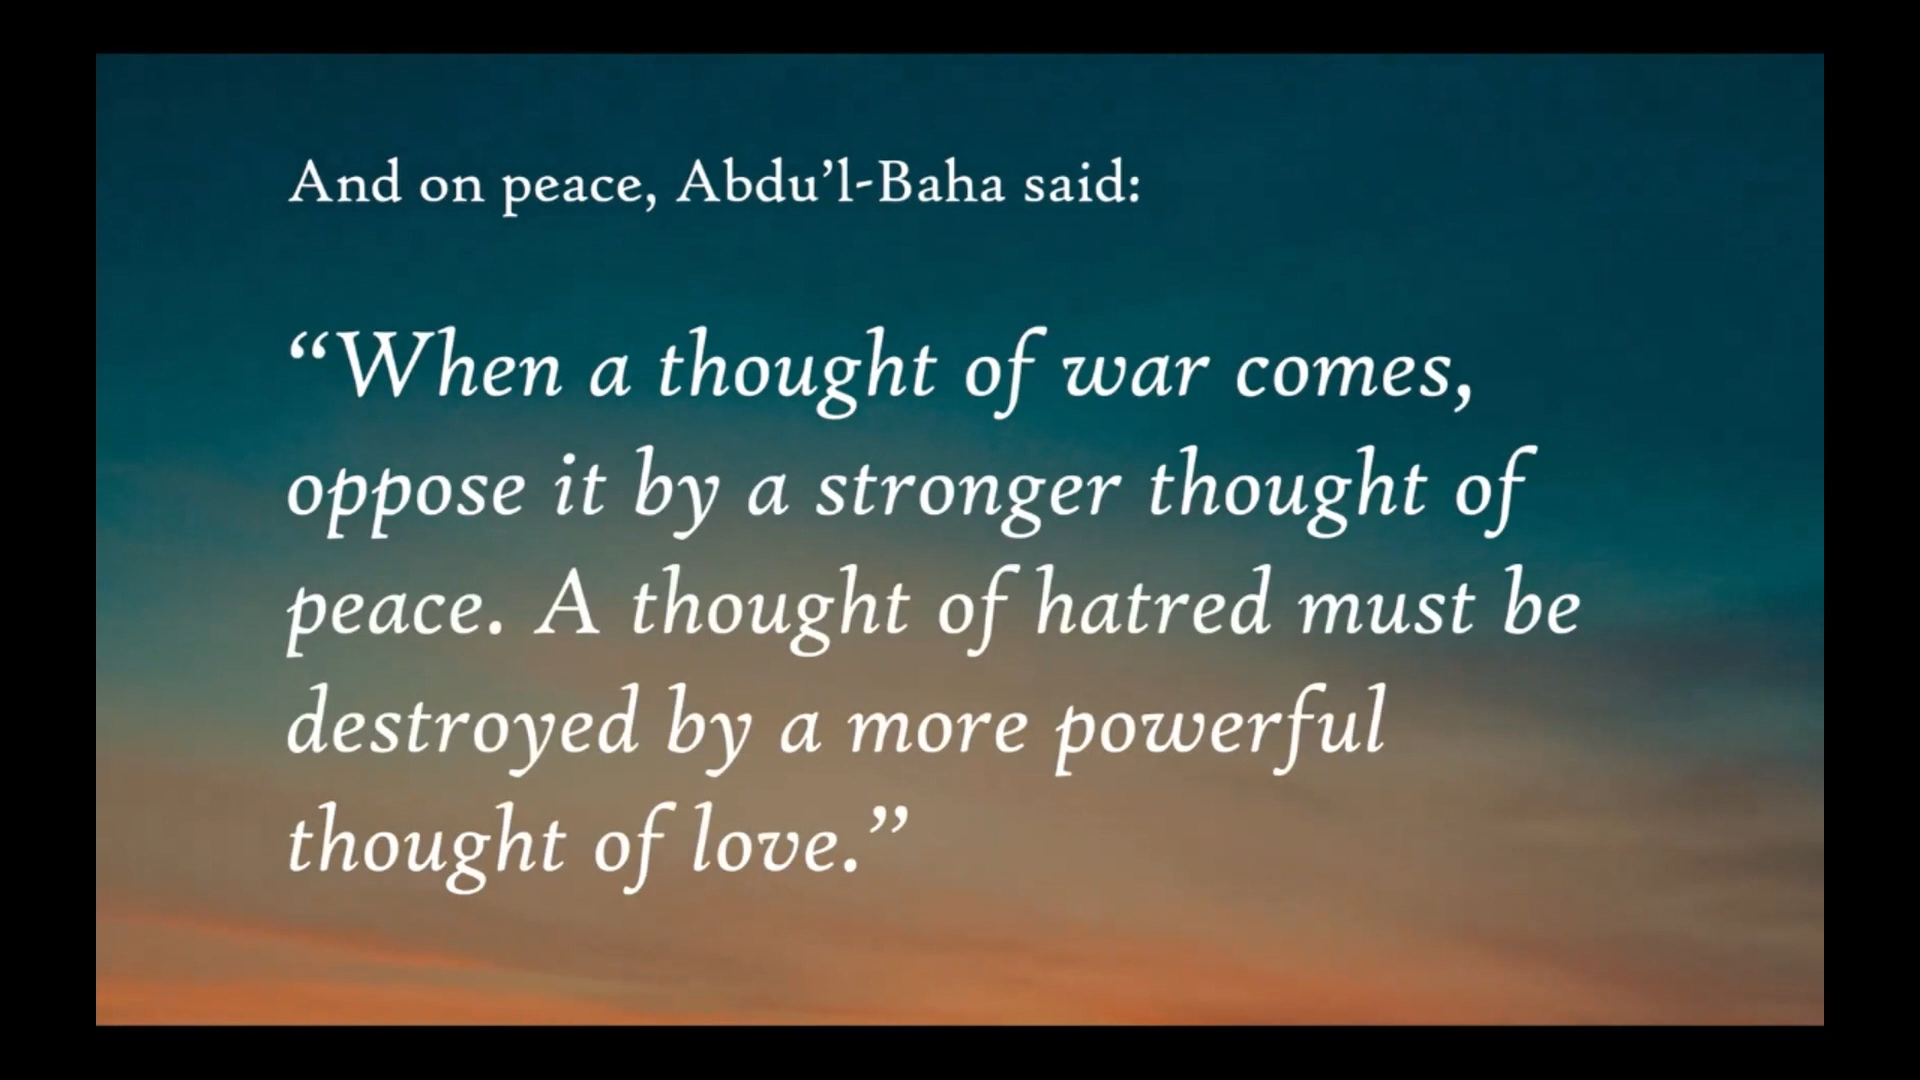 And on peace, Abdu’l-Baha said:
“When a thought of war comes,
oppose it by a stronger thought of
peace. A thought of hatred must be
destroyed by a more powerful
thought of love.”